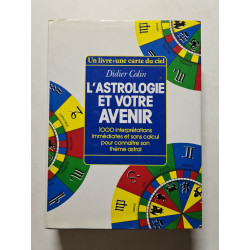 Un livre+une carte du ciel
Didier Colin
L'ASTROLOGIE
ET VOTRE
AVENIR
1000 interprétations
immédiates et sans calcul
pour connaître son
thème astral